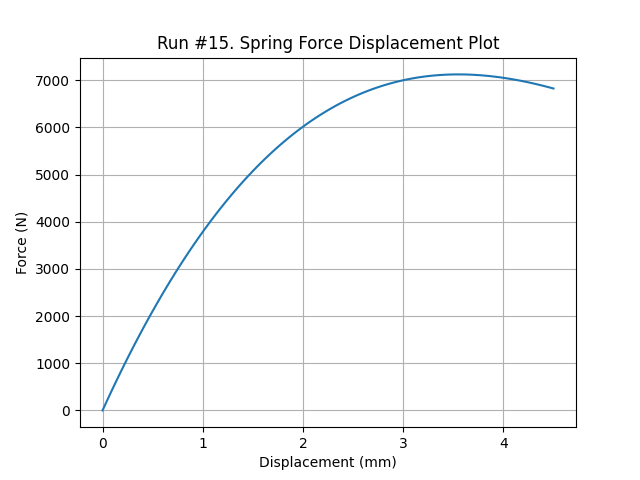 Run #15. Spring Force Displacement Plot
Force (N)
7000
6000
5000
4000
3000
2000
1000
0
0 1 2 3 4
Displacement (mm)